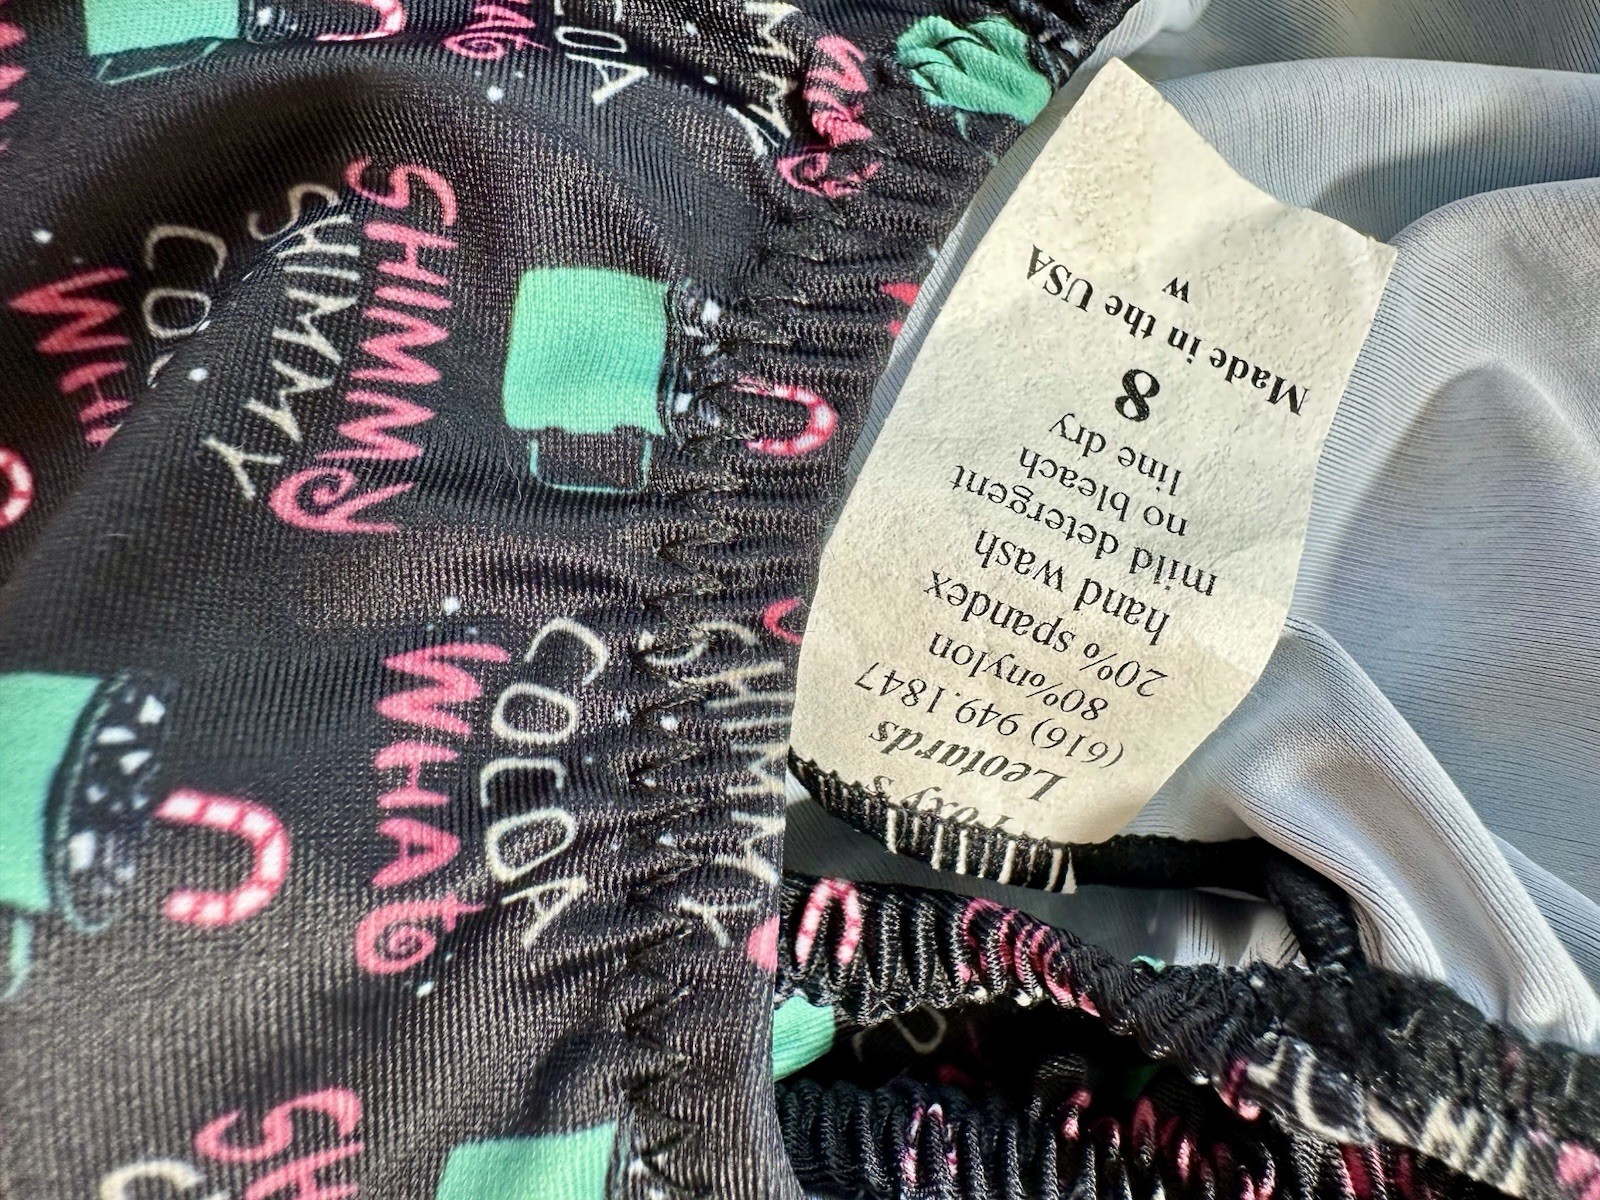 Leotards
(616) 949.1847
80%nylon
20% spandex
hand wash
mild detergent
no bleach
line dry
8
Made in the USA
W
SHIMMY
SHIMMY
COCOA
WHAT
SHIMMY
COCOA
WHAT